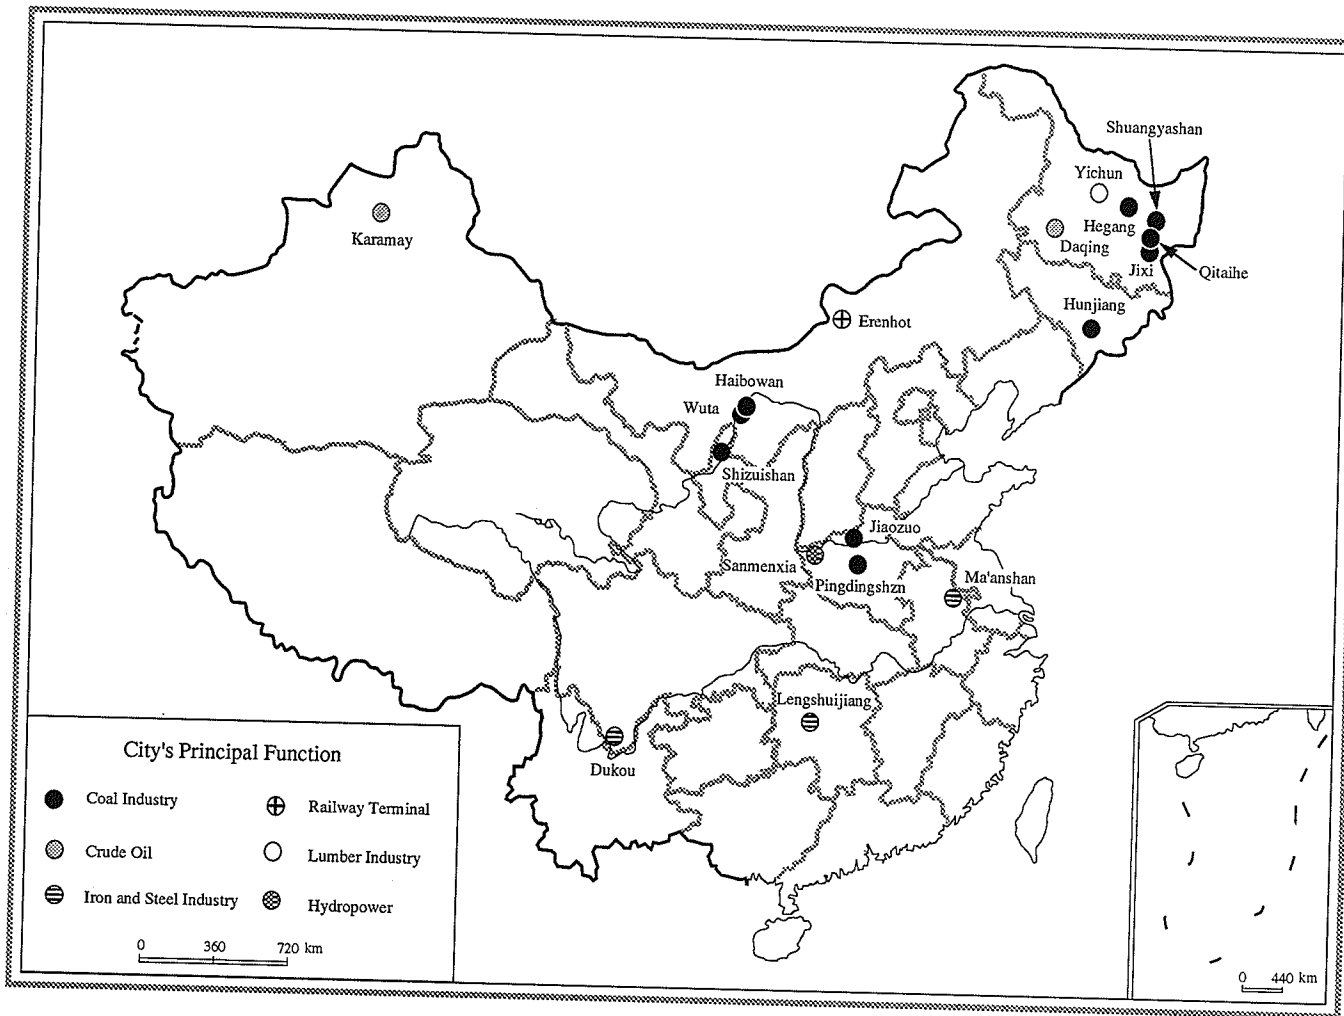 Shuangyashan
Yichun
Karamay
Hegang
Daqing
Jixi
Qitaihe
Hunjiang
Erenhot
Haibowan
Wuta
Shizuishan
Jiaozuo
Sanmenxia
Pingdingshzn
Ma'anshan
Lengshuijiang
Dukou
City's Principal Function
Coal Industry
Railway Terminal
Crude Oil
Lumber Industry
Iron and Steel Industry
Hydropower
0 360 720 km
0 440 km